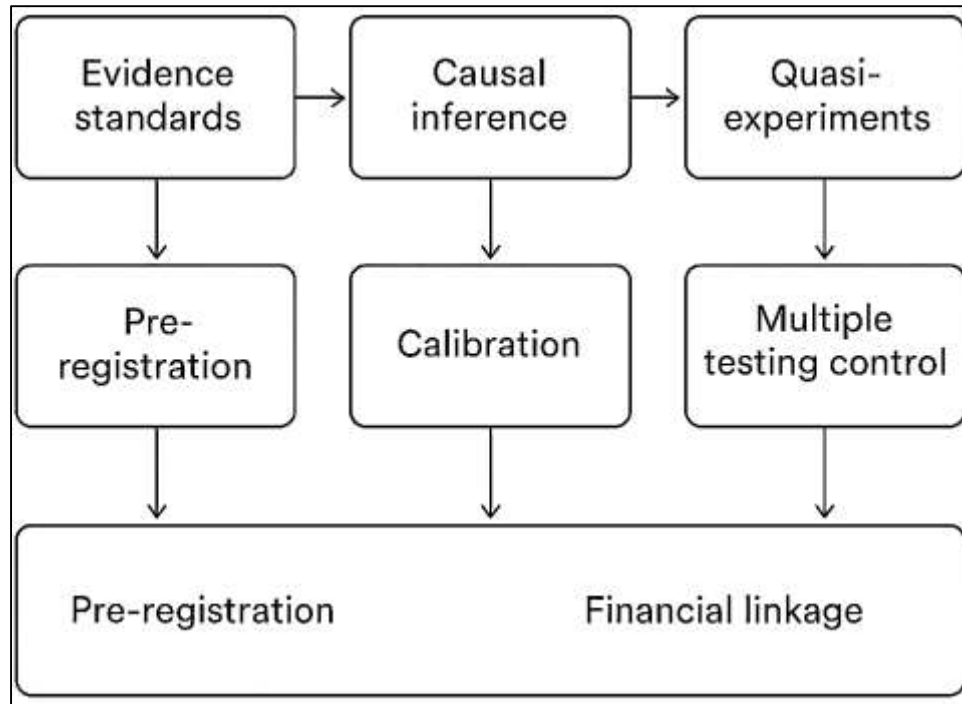 Evidence
standards
Causal
inference
Quasi-
experiments
Pre-
registration
Calibration
Multiple
testing control
Pre-registration
Financial linkage